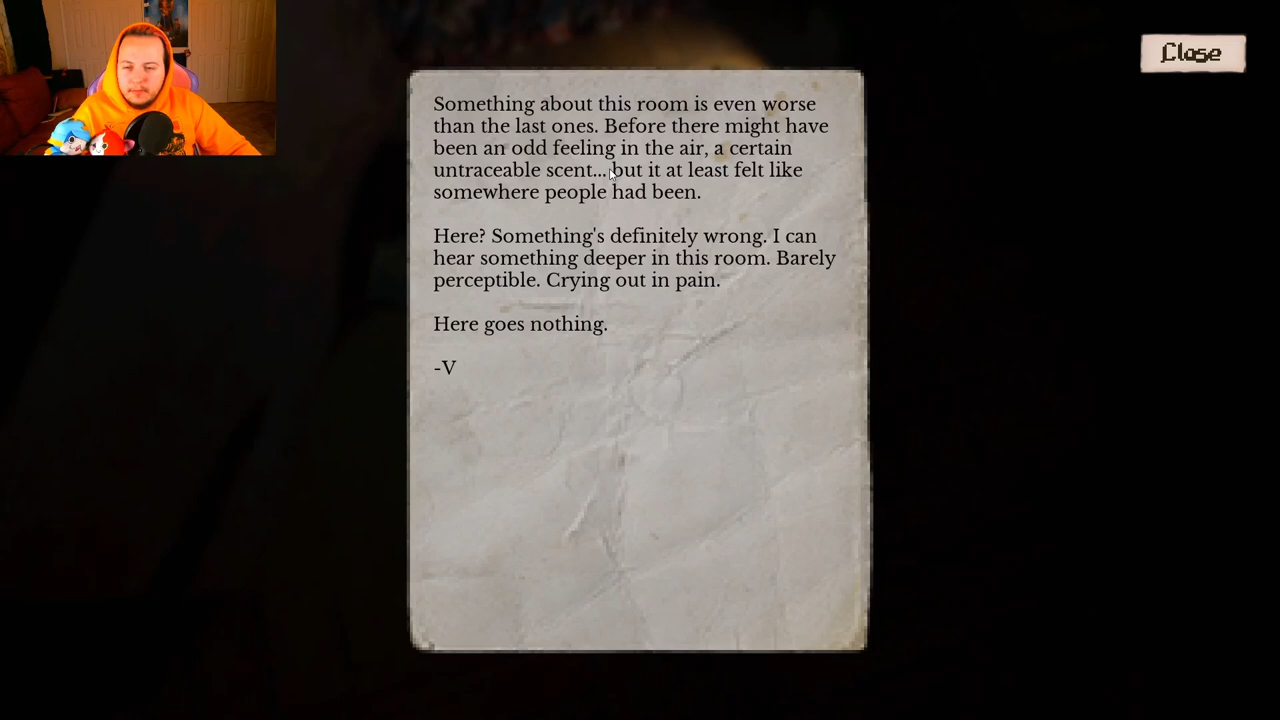 Close
Something about this room is even worse
than the last ones. Before there might have
been an odd feeling in the air, a certain
untraceable scent... but it at least felt like
somewhere people had been.
Here? Something's definitely wrong. I can
hear something deeper in this room. Barely
perceptible. Crying out in pain.
Here goes nothing.
-V